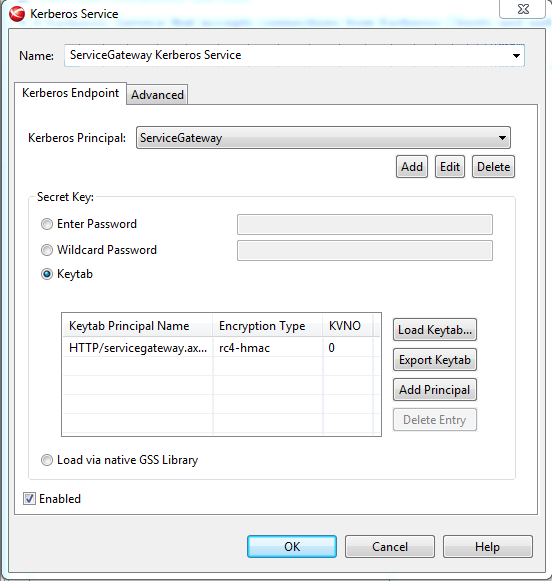 Kerberos Service
Name: ServiceGateway Kerberos Service
Kerberos Endpoint Advanced
Kerberos Principal: ServiceGateway
Add Edit Delete
Secret Key:
Enter Password
Wildcard Password
Keytab
Keytab Principal Name Encryption Type KVNO
HTTP/servicegateway.ax... rc4-hmac 0
Load Keytab...
Export Keytab
Add Principal
Delete Entry
Load via native GSS Library
Enabled
OK Cancel Help